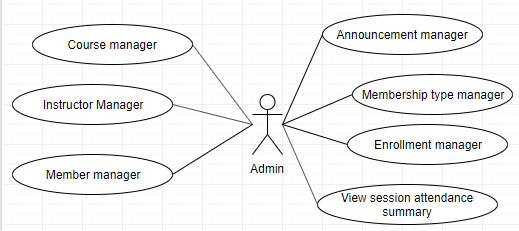 Course manager
Instructor Manager
Member manager
Admin
Announcement manager
Membership type manager
Enrollment manager
View session attendance
summary